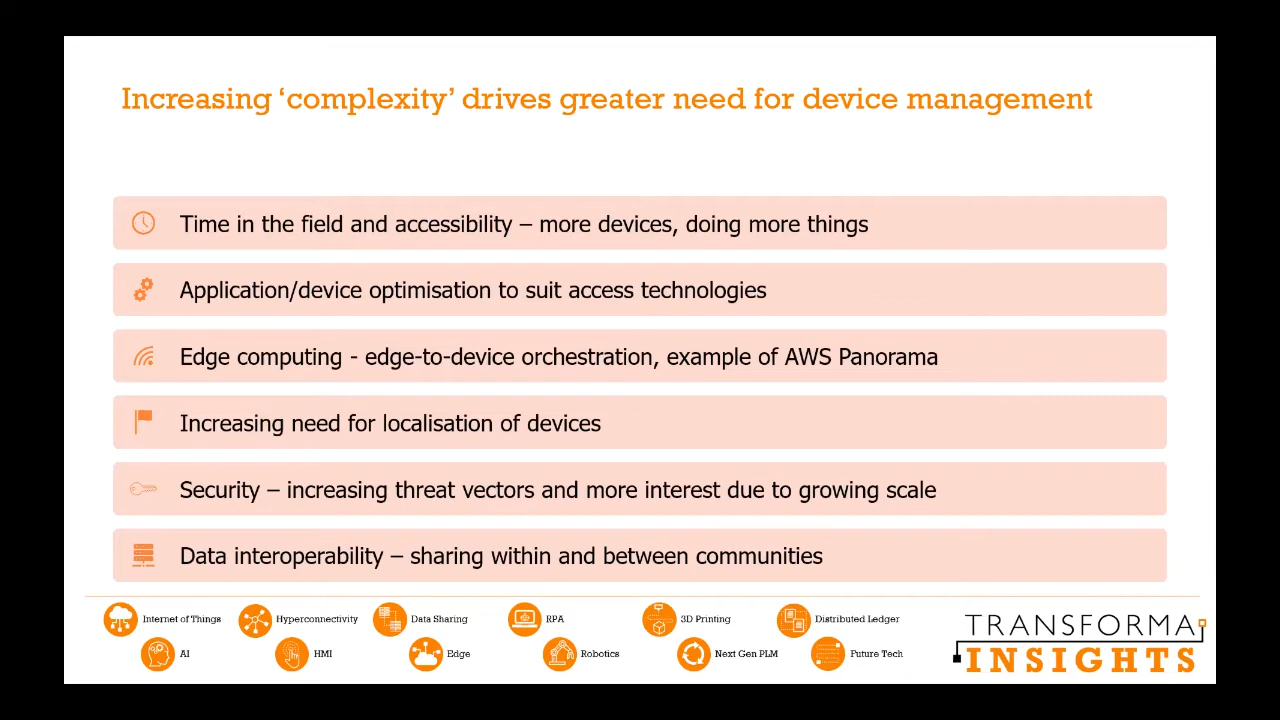 Increasing ‘complexity’ drives greater need for device management
Time in the field and accessibility – more devices, doing more things
Application/device optimisation to suit access technologies
Edge computing - edge-to-device orchestration, example of AWS Panorama
Increasing need for localisation of devices
Security – increasing threat vectors and more interest due to growing scale
Data interoperability – sharing within and between communities
Internet of Things
Hyperconnectivity
Data Sharing
RPA
3D Printing
Distributed Ledger
AI
HMI
Edge
Robotics
Next Gen PLM
Future Tech
TRANSFORMA
INSIGHTS